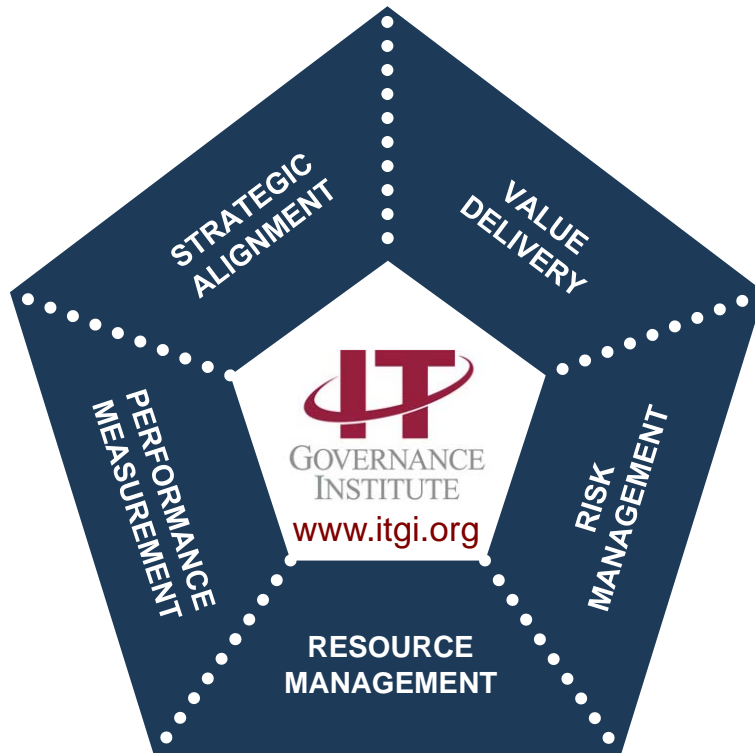 STRATEGIC
ALIGNMENT
VALUE
DELIVERY
PERFORMANCE
MEASUREMENT
IT
GOVERNANCE
INSTITUTE
www.itgi.org
RISK
MANAGEMENT
RESOURCE
MANAGEMENT